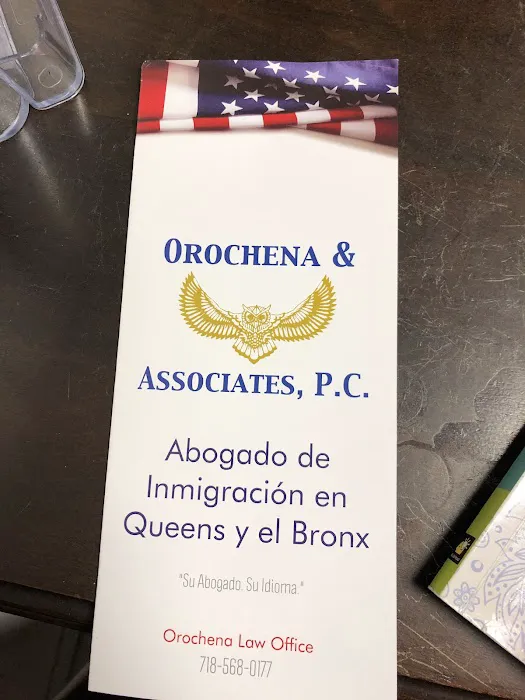 OROCHENA &
ASSOCIATES, P.C.
Abogado de
Inmigración en
Queens y el Bronx
"Su Abogado. Su Idioma."
Orochena Law Office
718-568-0177